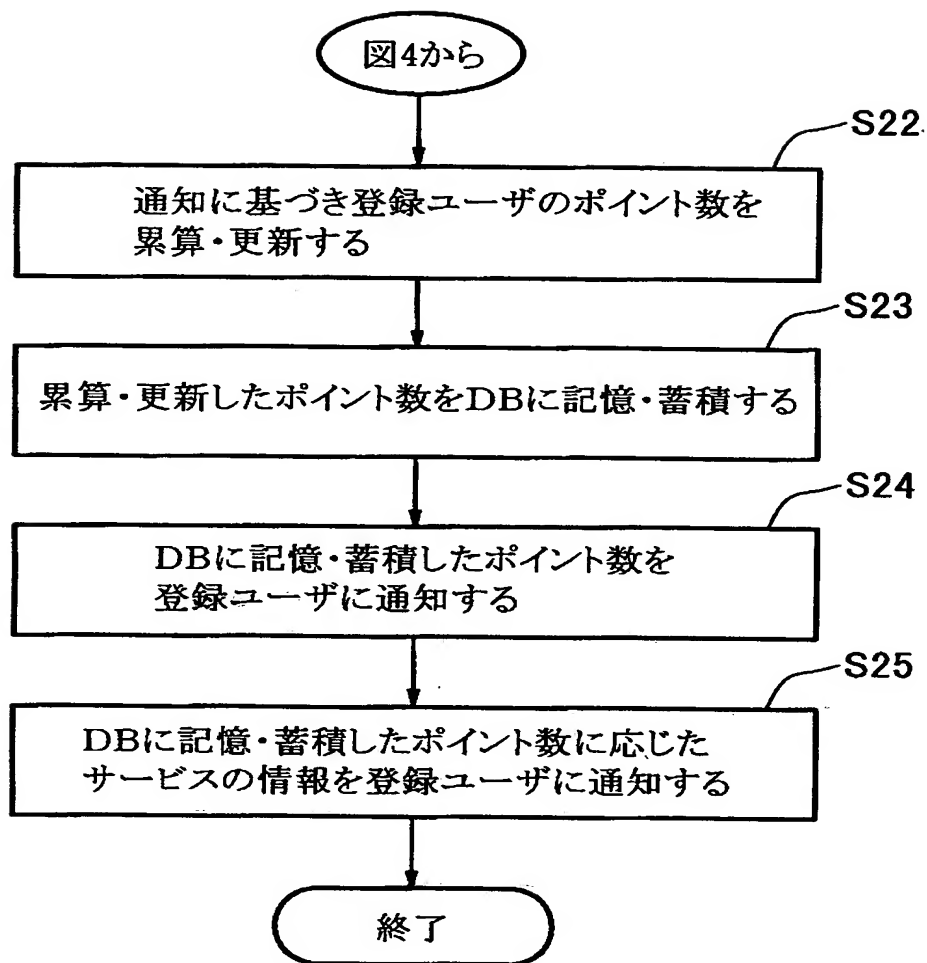 図4から
S22
通知に基づき登録ユーザのポイント数を
累算・更新する
S23
累算・更新したポイント数をDBに記憶・蓄積する
S24
DBに記憶・蓄積したポイント数を
登録ユーザに通知する
S25
DBに記憶・蓄積したポイント数に応じた
サービスの情報を登録ユーザに通知する
終了